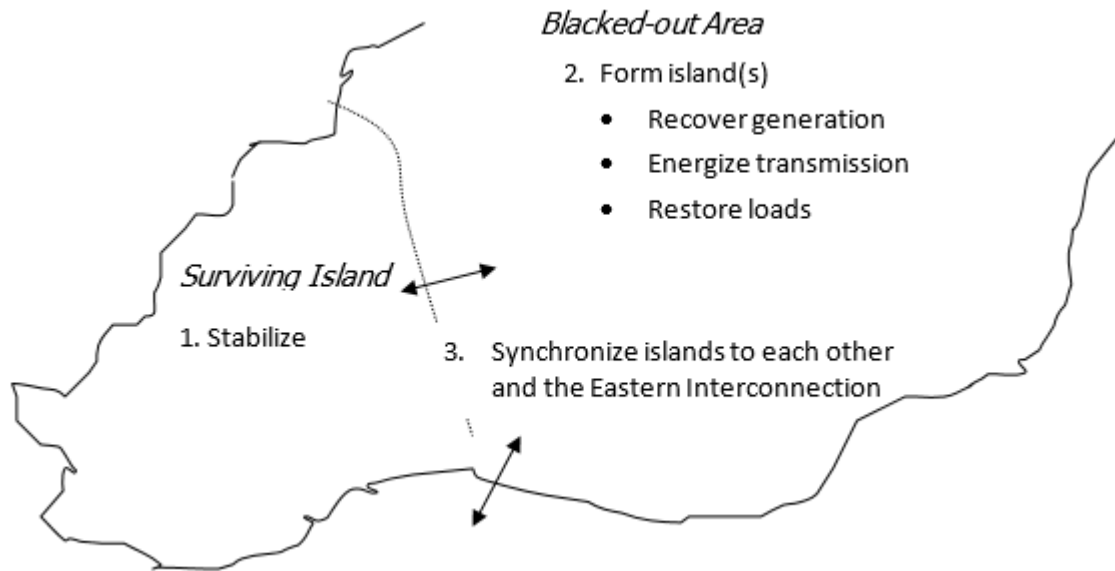 Blacked-out Area
2. Form island(s)
• Recover generation
• Energize transmission
• Restore loads
Surviving Island
1. Stabilize
3. Synchronize islands to each other
and the Eastern Interconnection